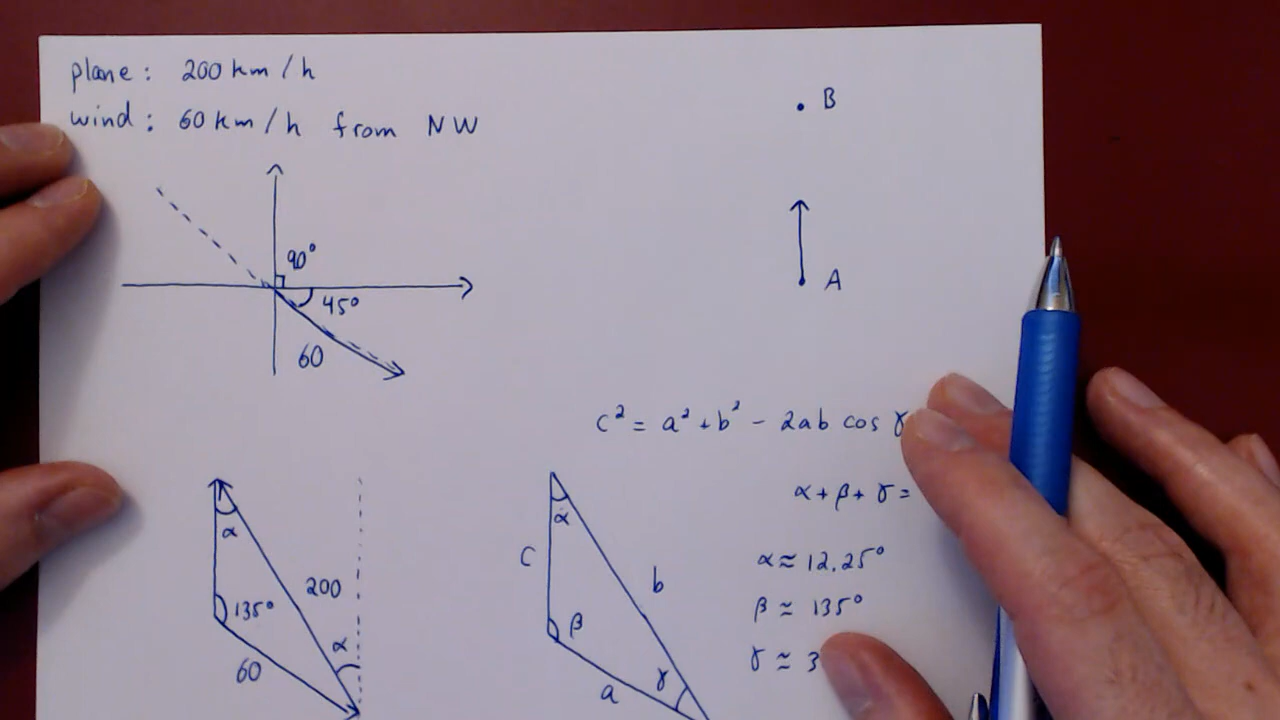 plane: 200 km/h
wind: 60 km/h from NW
B
90°
45°
60
A
c² = a² + b² - 2ab cos γ
α + β + γ =
α
135°
200
α
60
α
c
b
β
γ
a
α ≈ 12.25°
β ≈ 135°
γ ≈ 3